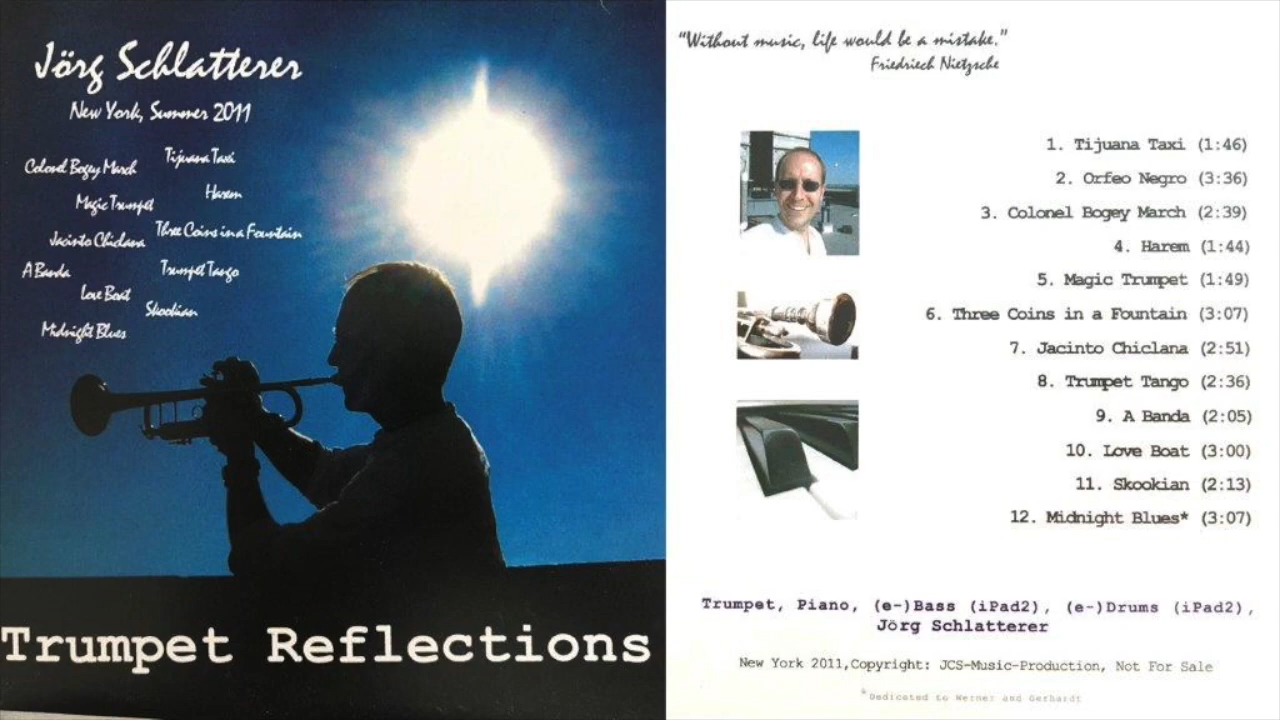 Jörg Schlatterer
New York, Summer 2011
Tijuana Taxi
Colonel Bogey March
Harem
Magic Trumpet
Three Coins in a Fountain
Jacinto Chiclana
A Banda
Trumpet Tango
Love Boat
Skookian
Midnight Blues
Trumpet Reflections
“Without music, life would be a mistake.”
Friedriech Nietzsche
1. Tijuana Taxi (1:46)
2. Orfeo Negro (3:36)
3. Colonel Bogey March (2:39)
4. Harem (1:44)
5. Magic Trumpet (1:49)
6. Three Coins in a Fountain (3:07)
7. Jacinto Chiclana (2:51)
8. Trumpet Tango (2:36)
9. A Banda (2:05)
10. Love Boat (3:00)
11. Skookian (2:13)
12. Midnight Blues* (3:07)
Trumpet, Piano, (e-)Bass (iPad2), (e-)Drums (iPad2),
Jörg Schlatterer
New York 2011,Copyright: JCS-Music-Production, Not For Sale
*Dedicated to Werner and Gerhardt